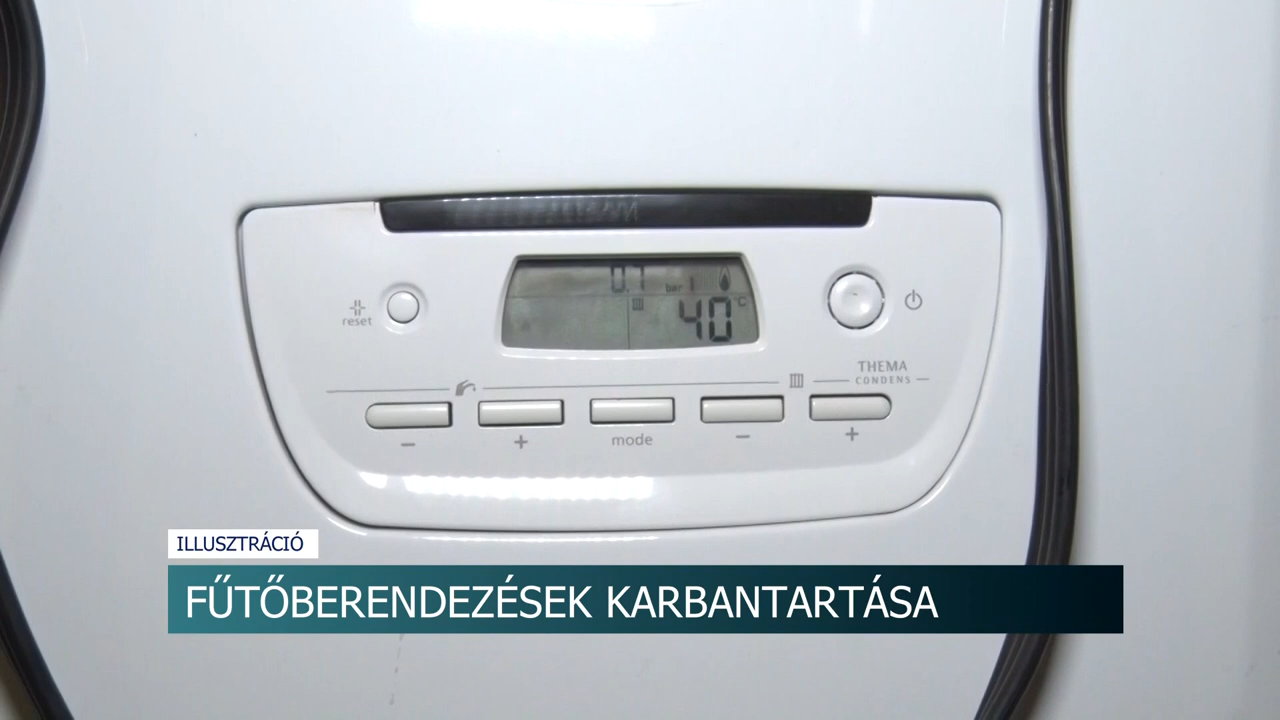 0.7
bar
40 °C
reset
THEMA
CONDENS
- + mode - +
ILLUSZTRÁCIÓ
FŰTŐBERENDEZÉSEK KARBANTARTÁSA